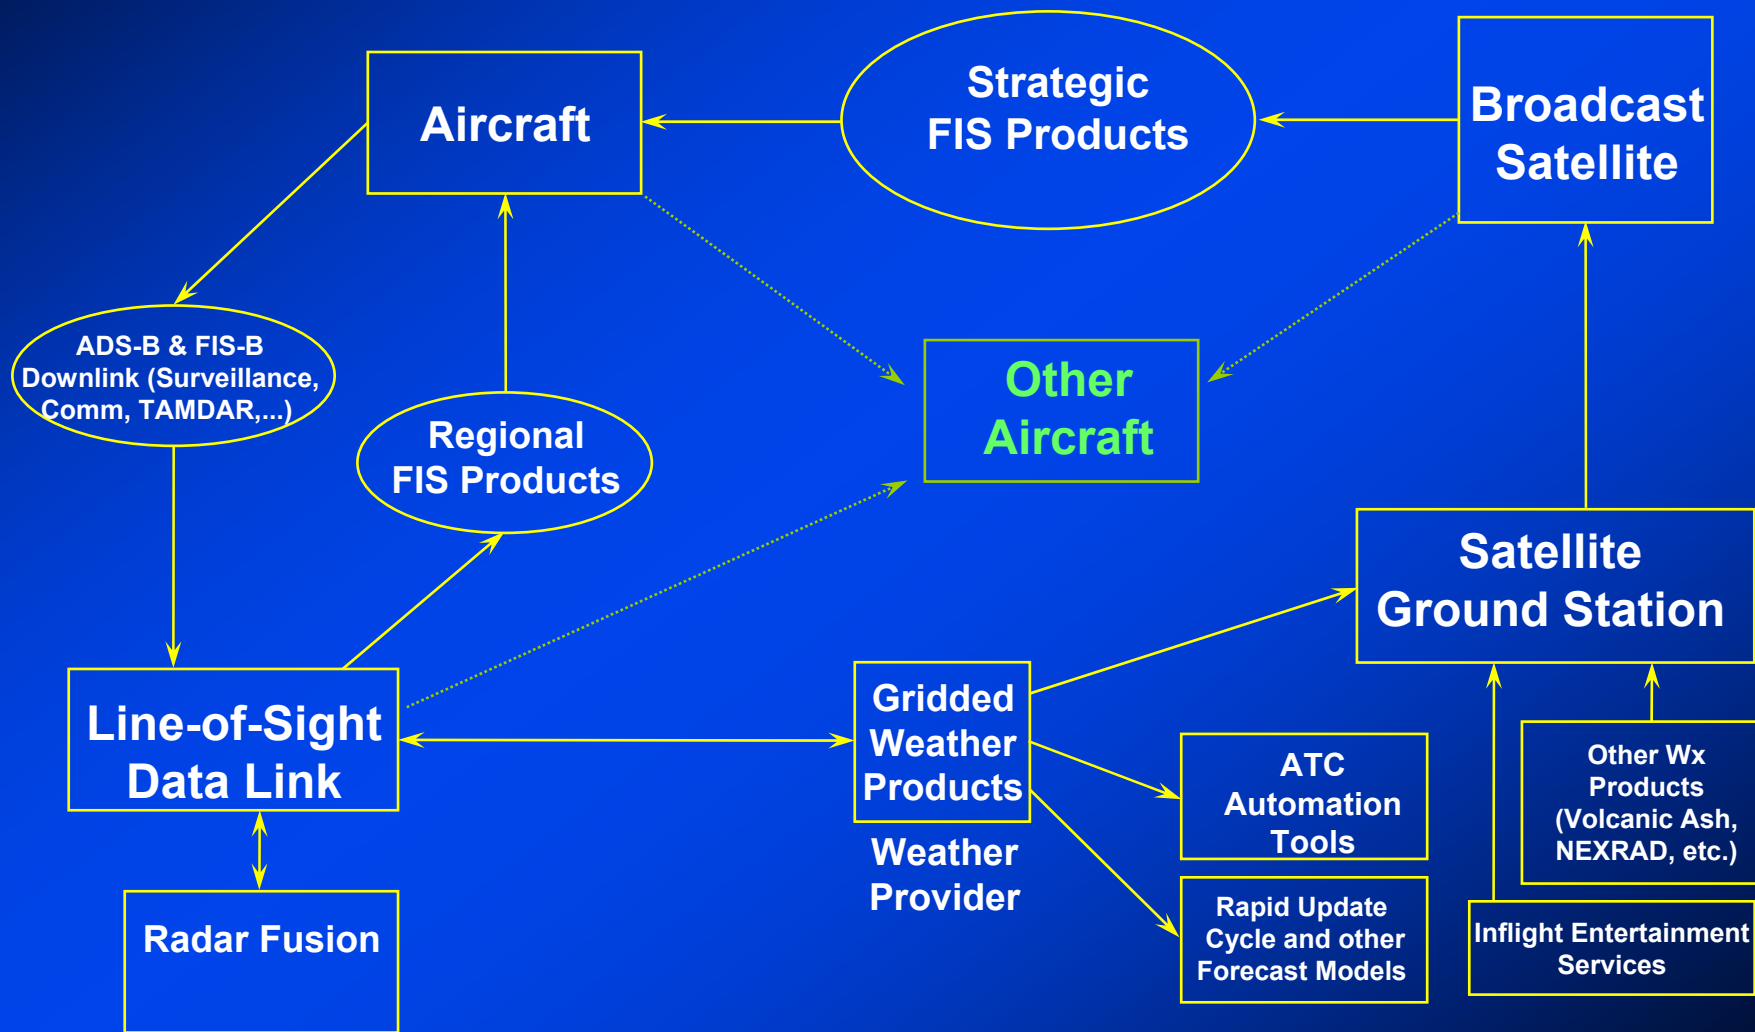 Aircraft
Strategic
FIS Products
Broadcast
Satellite
ADS-B & FIS-B
Downlink (Surveillance,
Comm, TAMDAR,...)
Regional
FIS Products
Other
Aircraft
Satellite
Ground Station
Line-of-Sight
Data Link
Gridded
Weather
Products
Weather
Provider
ATC
Automation
Tools
Other Wx
Products
(Volcanic Ash,
NEXRAD, etc.)
Radar Fusion
Rapid Update
Cycle and other
Forecast Models
Inflight Entertainment
Services